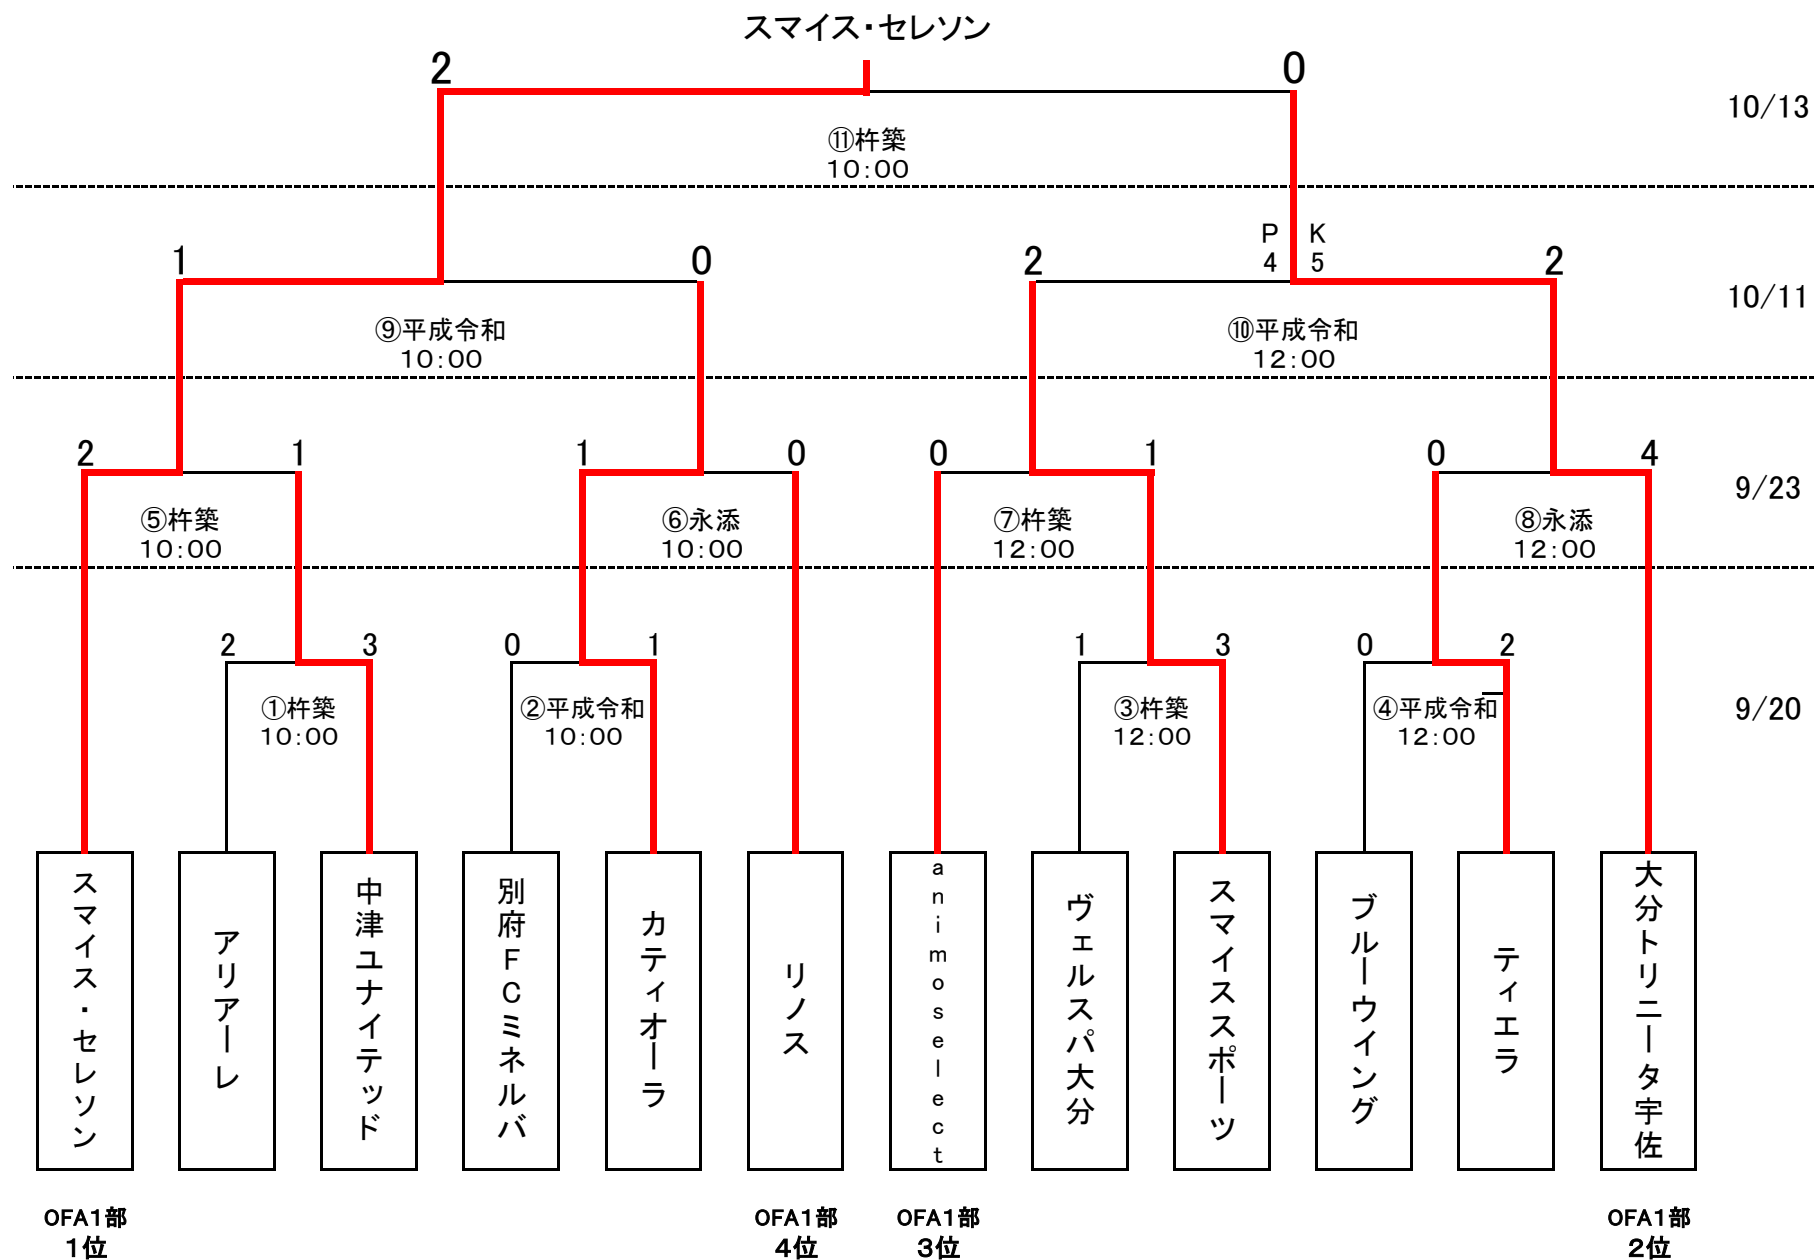 スマイス・セレソン
2
0
10/13
⑪杵築
10:00
P K
4 5
1
0
2
2
10/11
⑨平成令和
10:00
⑩平成令和
12:00
2
1
1
0
0
1
0
4
9/23
⑤杵築
10:00
⑥永添
10:00
⑦杵築
12:00
⑧永添
12:00
2
3
0
1
1
3
0
2
9/20
①杵築
10:00
②平成令和
10:00
③杵築
12:00
④平成令和
12:00
スマイス・セレソン
アリアーレ
中津ユナイテッド
別府FCミネルバ
カティオーラ
リノス
animoselect
ヴェルスパ大分
スマイススポーツ
ブルーウイング
ティエラ
大分トリニータ宇佐
OFA1部
1位
OFA1部
4位
OFA1部
3位
OFA1部
2位